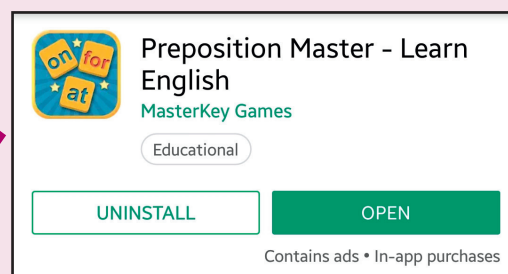 on for
at
Preposition Master - Learn
English
MasterKey Games
Educational
UNINSTALL OPEN
Contains ads • In-app purchases